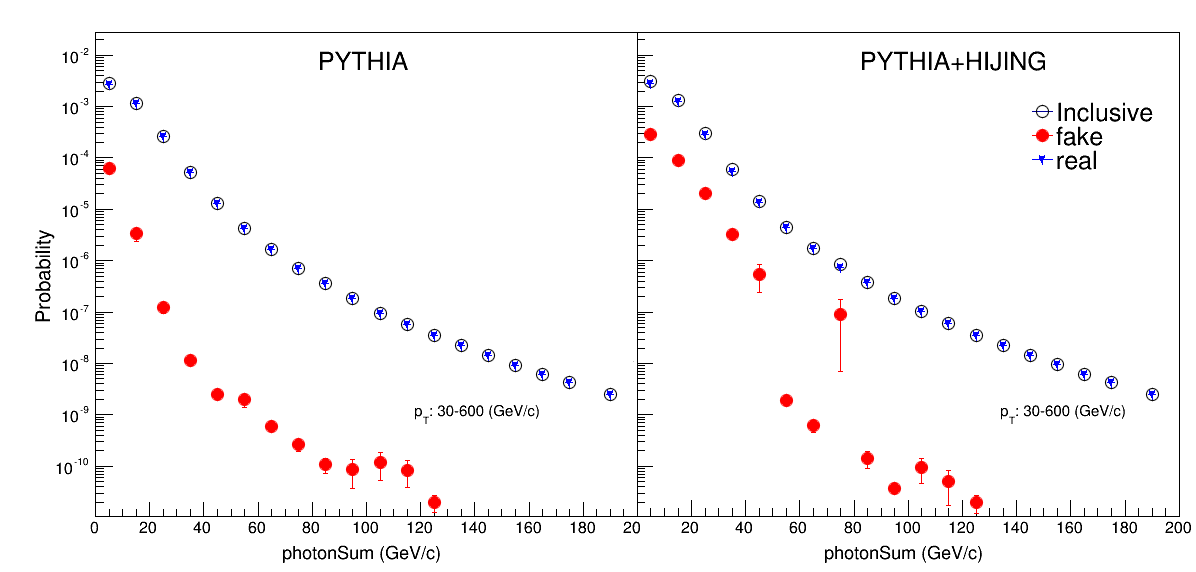 PYTHIA
PYTHIA+HIJING
Inclusive
fake
real
Probability
10^-2
10^-3
10^-4
10^-5
10^-6
10^-7
10^-8
10^-9
10^-10
p_T: 30-600 (GeV/c)
p_T: 30-600 (GeV/c)
0 20 40 60 80 100 120 140 160 180 20
20 40 60 80 100 120 140 160 180 200
photonSum (GeV/c)
photonSum (GeV/c)